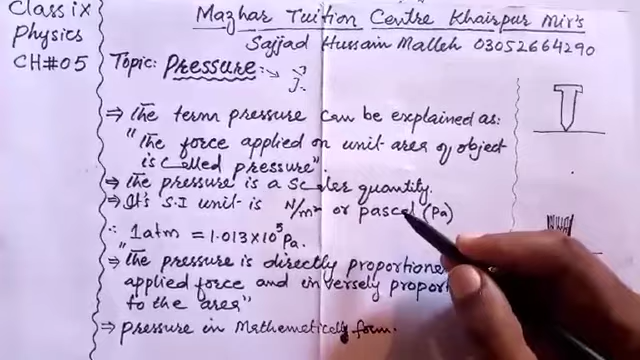 Class ix
Physics
CH#05
Mazhar Tuition Centre Khairpur Mir's
Sajjad Hussain Malleh 03052664290
Topic: Pressure:
⇒ The term pressure can be explained as:
"The force applied on unit area of object
is called pressure".
⇒ The pressure is a scaler quantity.
⇒ It's S.I unit is N/m² or pascal (Pa)
∴ 1atm = 1.013×10⁵Pa.
⇒ "The pressure is directly
applied force and inversely
to the area"
⇒ pressure in Mathematically form.